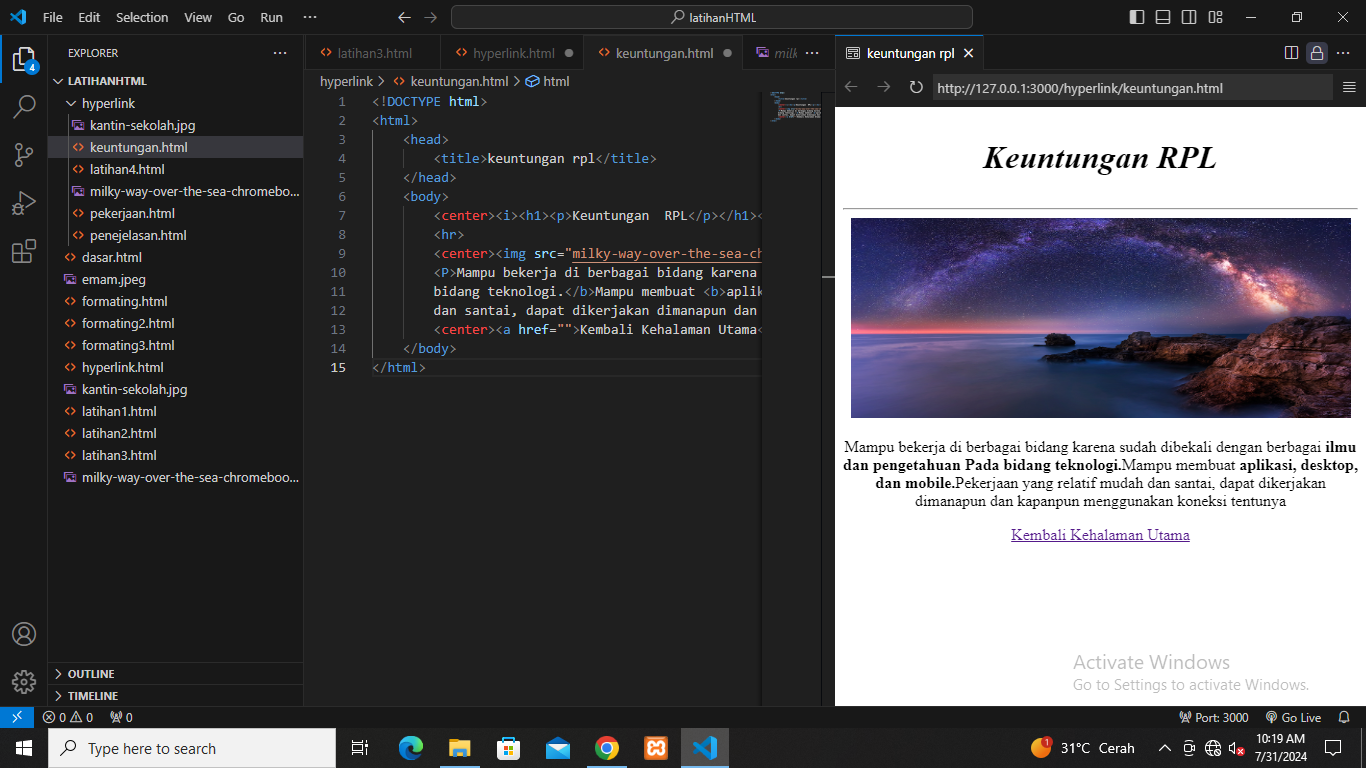 File Edit Selection View Go Run ··· latihanHTML
EXPLORER ···
LATIHANHTML
hyperlink
kantin-sekolah.jpg
keuntungan.html
latihan4.html
milky-way-over-the-sea-chromebo...
pekerjaan.html
penejelasan.html
dasar.html
emam.jpeg
formating.html
formating2.html
formating3.html
hyperlink.html
kantin-sekolah.jpg
latihan1.html
latihan2.html
latihan3.html
milky-way-over-the-sea-chromeboo...
OUTLINE
TIMELINE
4
latihan3.html hyperlink.html keuntungan.html milk ···
hyperlink > keuntungan.html > html
1 <!DOCTYPE html>
2 <html>
3 <head>
4 <title>keuntungan rpl</title>
5 </head>
6 <body>
7 <center><i><h1><p>Keuntungan  RPL</p></h1><
8 <hr>
9 <center><img src="milky-way-over-the-sea-ch
10 <P>Mampu bekerja di berbagai bidang karena
11 bidang teknologi.</b>Mampu membuat <b>aplik
12 dan santai, dapat dikerjakan dimanapun dan
13 <center><a href="">Kembali Kehalaman Utama<
14 </body>
15 </html>
keuntungan rpl ···
http://127.0.0.1:3000/hyperlink/keuntungan.html
Keuntungan RPL
Mampu bekerja di berbagai bidang karena sudah dibekali dengan berbagai ilmu
dan pengetahuan Pada bidang teknologi.Mampu membuat aplikasi, desktop,
dan mobile.Pekerjaan yang relatif mudah dan santai, dapat dikerjakan
dimanapun dan kapanpun menggunakan koneksi tentunya
Kembali Kehalaman Utama
Activate Windows
Go to Settings to activate Windows.
0 0 0 Port: 3000 Go Live
Type here to search
1 31°C Cerah
10:19 AM
7/31/2024